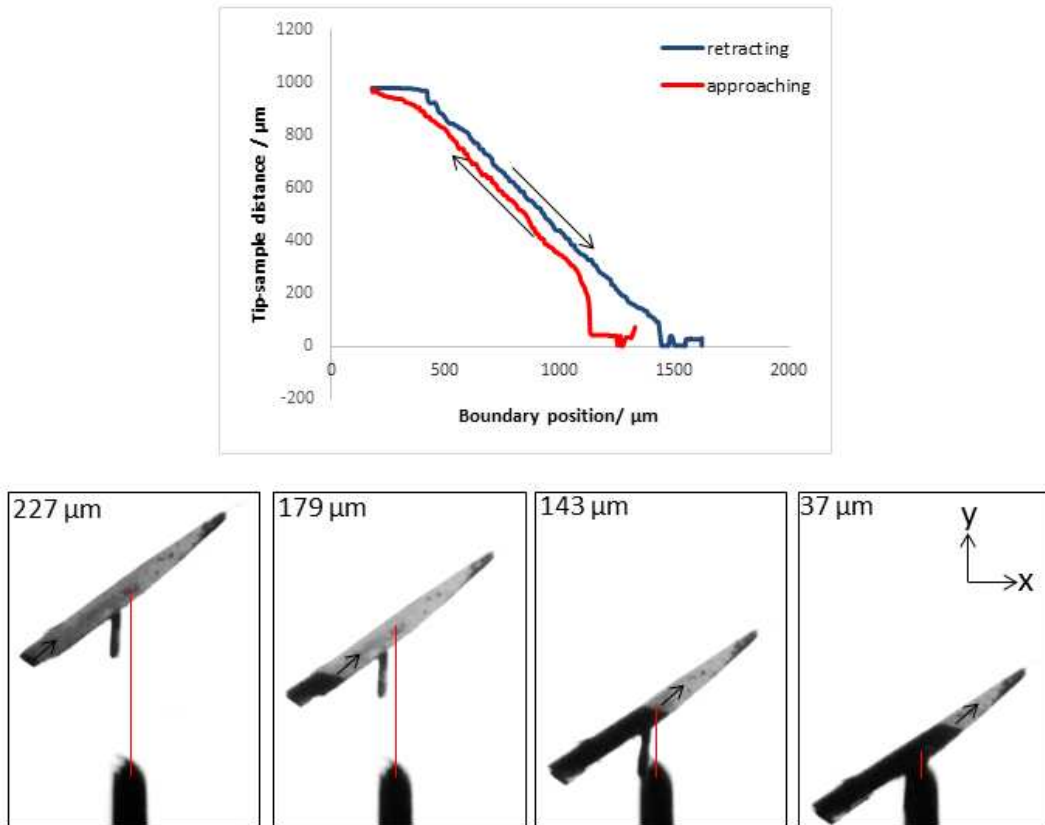 1200
1000
800
600
400
200
0
-200
Tip-sample distance / µm
retracting
approaching
0 500 1000 1500 2000
Boundary position/ µm
227 µm 179 µm 143 µm 37 µm
y
x